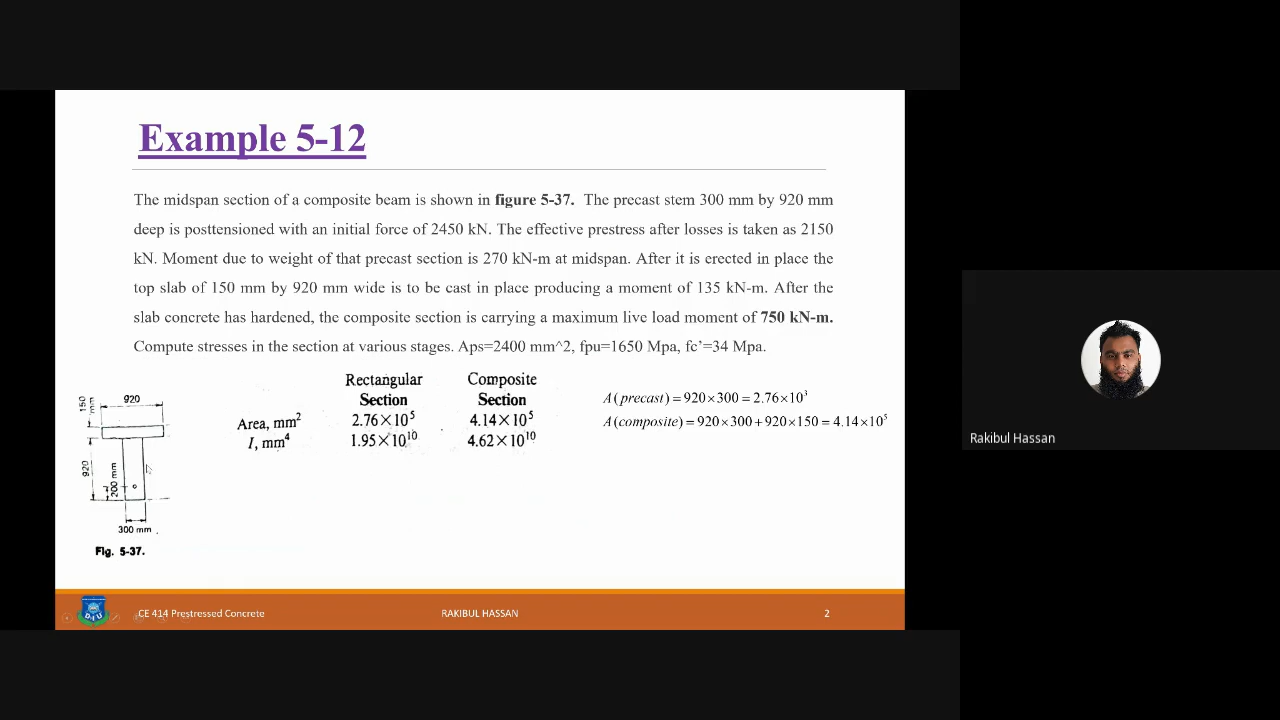 Example 5-12
The midspan section of a composite beam is shown in figure 5-37. The precast stem 300 mm by 920 mm
deep is posttensioned with an initial force of 2450 kN. The effective prestress after losses is taken as 2150
kN. Moment due to weight of that precast section is 270 kN-m at midspan. After it is erected in place the
top slab of 150 mm by 920 mm wide is to be cast in place producing a moment of 135 kN-m. After the
slab concrete has hardened, the composite section is carrying a maximum live load moment of 750 kN-m.
Compute stresses in the section at various stages. Aps=2400 mm^2, fpu=1650 Mpa, fc’=34 Mpa.
Rectangular Composite
Section Section
Area, mm² 2.76×10⁵ 4.14×10⁵
I, mm⁴ 1.95×10¹⁰ 4.62×10¹⁰
A(precast) = 920×300 = 2.76×10³
A(composite) = 920×300+920×150 = 4.14×10⁵
150 mm
920
920
200 mm
300 mm
Fig. 5-37.
CE 414 Prestressed Concrete RAKIBUL HASSAN 2
DIU
Rakibul Hassan